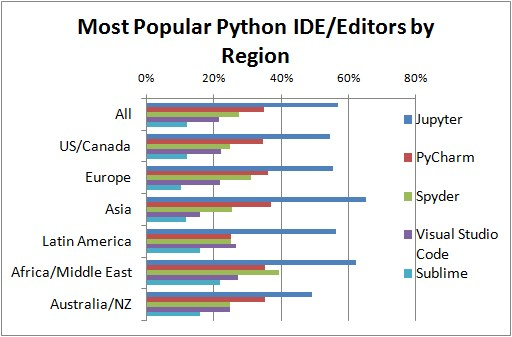 Most Popular Python IDE/Editors by
Region
0% 20% 40% 60% 80%
All
US/Canada
Europe
Asia
Latin America
Africa/Middle East
Australia/NZ
Jupyter
PyCharm
Spyder
Visual Studio
Code
Sublime